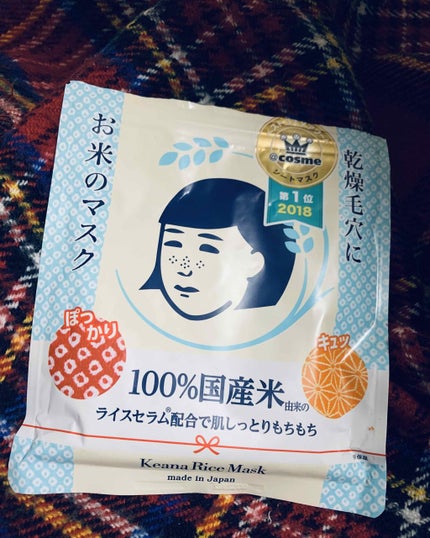 乾燥毛穴に
お米のマスク
@cosme
シートマスク
第1位
2018
ぽっかり
キュッ
100%国産米由来の
ライスセラム®配合で肌しっとりもちもち
Keana Rice Mask
made in Japan